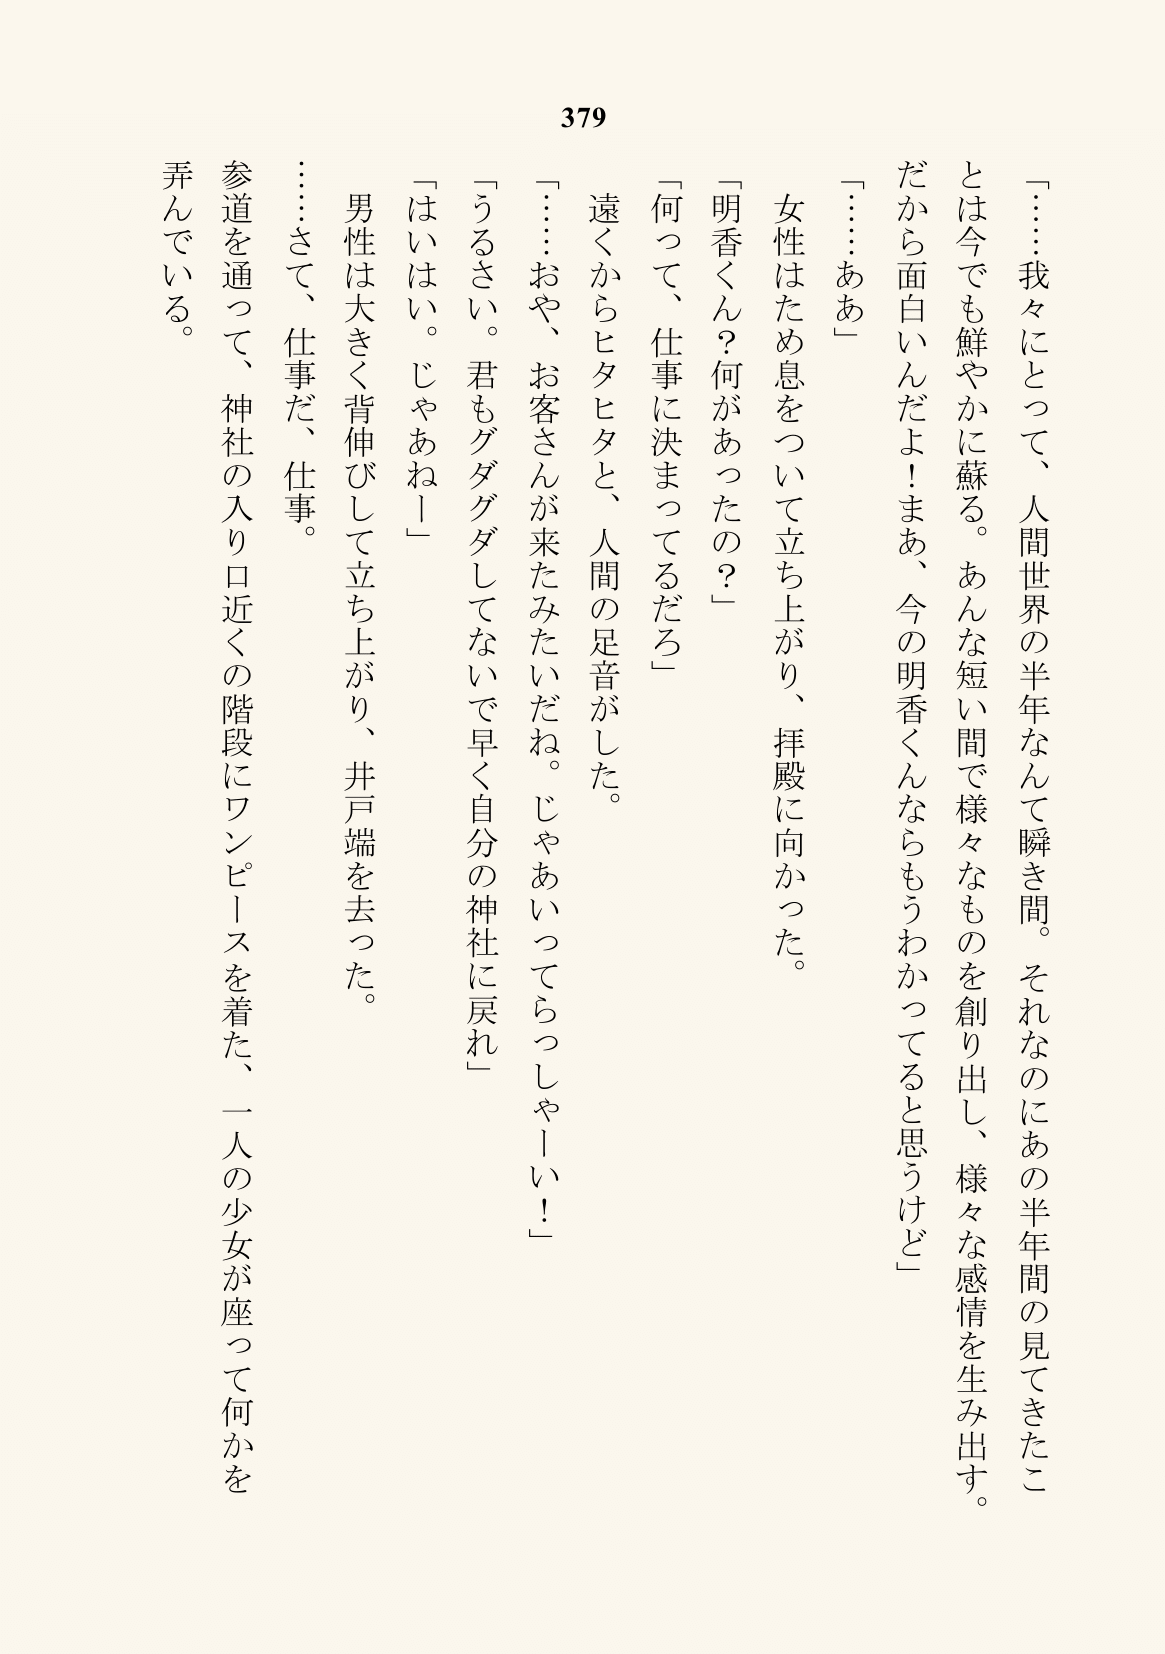 379
「……我々にとって、人間世界の半年なんて瞬き間。それなのにあの半年間の見てきたこ
とは今でも鮮やかに蘇る。あんな短い間で様々なものを創り出し、様々な感情を生み出す。
だから面白いんだよ！まあ、今の明香くんならもうわかってると思うけど」
「……ああ」
　女性はため息をついて立ち上がり、拝殿に向かった。
「明香くん？何があったの？」
「何って、仕事に決まってるだろ」
　遠くからヒタヒタと、人間の足音がした。
「……おや、お客さんが来たみたいだね。じゃあいってらっしゃーい！」
「うるさい。君もグダグダしてないで早く自分の神社に戻れ」
「はいはい。じゃあねー」
　男性は大きく背伸びして立ち上がり、井戸端を去った。
……さて、仕事だ、仕事。
参道を通って、神社の入り口近くの階段にワンピースを着た、一人の少女が座って何かを
弄んでいる。